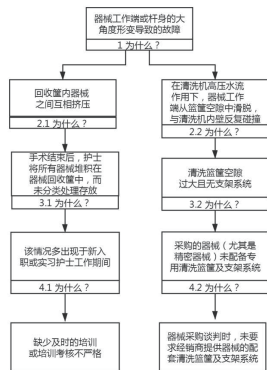 器械工作端或杆身的大
角度形变导致的故障
1 为什么?
回收篮内器械
之间互相挤压
2.1 为什么?
手术结束后,护士
将所有器械堆积在
器械回收筐中,而
未分类处理存放
3.1 为什么?
该情况多出现于新入
职或实习护士工作期间
4.1 为什么?
缺少及时的培训
或培训考核不严格
在清洗机高压水流
作用下,器械工作
端从篮筐空隙中滑脱,
与清洗机内壁反复碰撞
2.2 为什么?
清洗篮筐空隙
过大且无支架系统
3.2 为什么?
采购的器械(尤其是
精密器械)未配备专
用清洗篮筐及支架系统
4.2 为什么?
器械采购谈判时,未要
求经销商提供器械的配
套清洗篮筐及支架系统